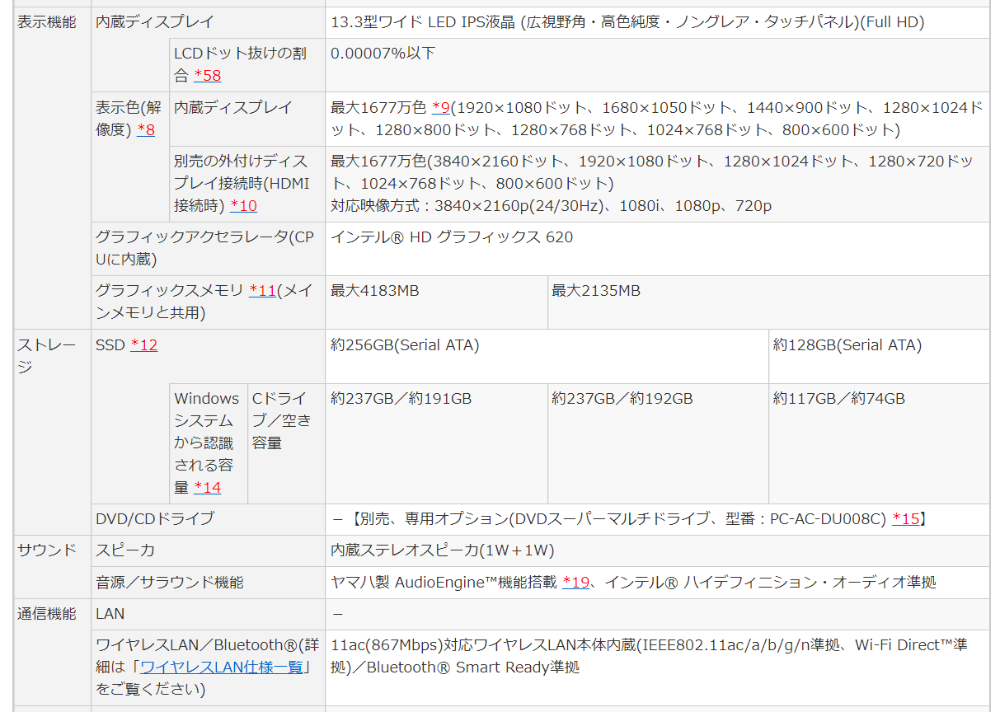 表示機能
内蔵ディスプレイ
13.3型ワイド LED IPS液晶 (広視野角・高色純度・ノングレア・タッチパネル)(Full HD)
LCDドット抜けの割
合 *58
0.00007%以下
表示色(解
像度) *8
内蔵ディスプレイ
最大1677万色 *9(1920×1080ドット、1680×1050ドット、1440×900ドット、1280×1024ド
ット、1280×800ドット、1280×768ドット、1024×768ドット、800×600ドット)
別売の外付けディス
プレイ接続時(HDMI
接続時) *10
最大1677万色(3840×2160ドット、1920×1080ドット、1280×1024ドット、1280×720ドッ
ト、1024×768ドット、800×600ドット)
対応映像方式：3840×2160p(24/30Hz)、1080i、1080p、720p
グラフィックアクセラレータ(CP
Uに内蔵)
インテル® HD グラフィックス 620
グラフィックスメモリ *11(メイ
ンメモリと共用)
最大4183MB
最大2135MB
ストレー
ジ
SSD *12
約256GB(Serial ATA)
約128GB(Serial ATA)
Windows
システム
から認識
される容
量 *14
Cドライ
ブ／空き
容量
約237GB／約191GB
約237GB／約192GB
約117GB／約74GB
DVD/CDドライブ
－【別売、専用オプション(DVDスーパーマルチドライブ、型番：PC-AC-DU008C) *15】
サウンド
スピーカ
内蔵ステレオスピーカ(1W＋1W)
音源／サラウンド機能
ヤマハ製 AudioEngine™機能搭載 *19、インテル® ハイデフィニション・オーディオ準拠
通信機能
LAN
－
ワイヤレスLAN／Bluetooth®(詳
細は「ワイヤレスLAN仕様一覧」
をご覧ください)
11ac(867Mbps)対応ワイヤレスLAN本体内蔵(IEEE802.11ac/a/b/g/n準拠、Wi-Fi Direct™準
拠)／Bluetooth® Smart Ready準拠